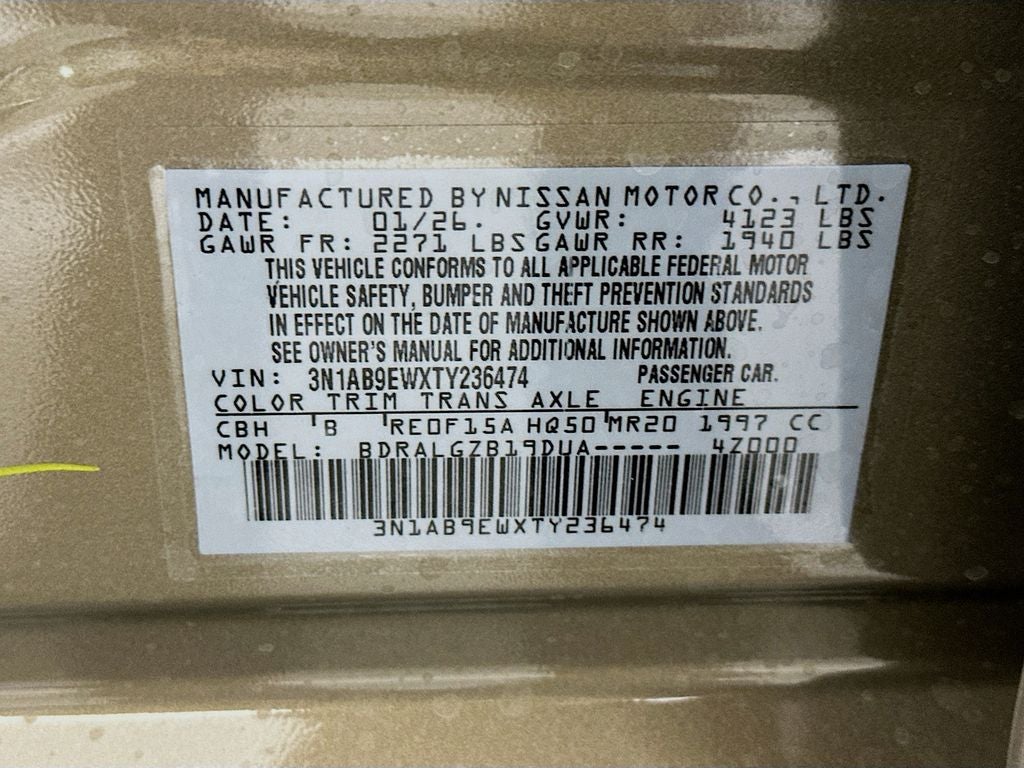 MANUFACTURED BY NISSAN MOTOR CO., LTD.
DATE: 01/26. GVWR: 4123 LBS
GAWR FR: 2271 LBS GAWR RR: 1940 LBS
THIS VEHICLE CONFORMS TO ALL APPLICABLE FEDERAL MOTOR
VEHICLE SAFETY, BUMPER AND THEFT PREVENTION STANDARDS
IN EFFECT ON THE DATE OF MANUFACTURE SHOWN ABOVE.
SEE OWNER'S MANUAL FOR ADDITIONAL INFORMATION.
VIN: 3N1AB9EWXTY236474 PASSENGER CAR.
COLOR TRIM TRANS AXLE ENGINE
CBH B RE0F15A HQ50 MR20 1997 CC
MODEL: BDRALGZB19DUA----- 4Z000
3N1AB9EWXTY236474